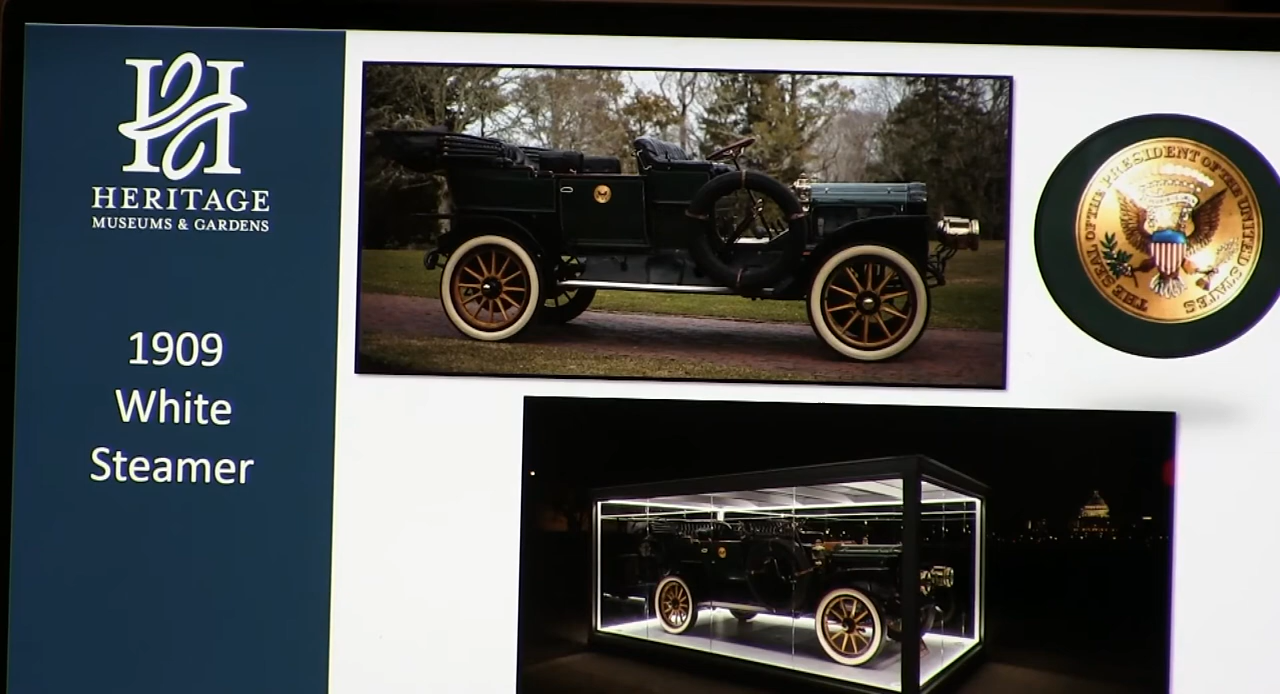 HERITAGE
MUSEUMS & GARDENS
1909
White
Steamer
THE SEAL OF THE PRESIDENT OF THE UNITED STATES